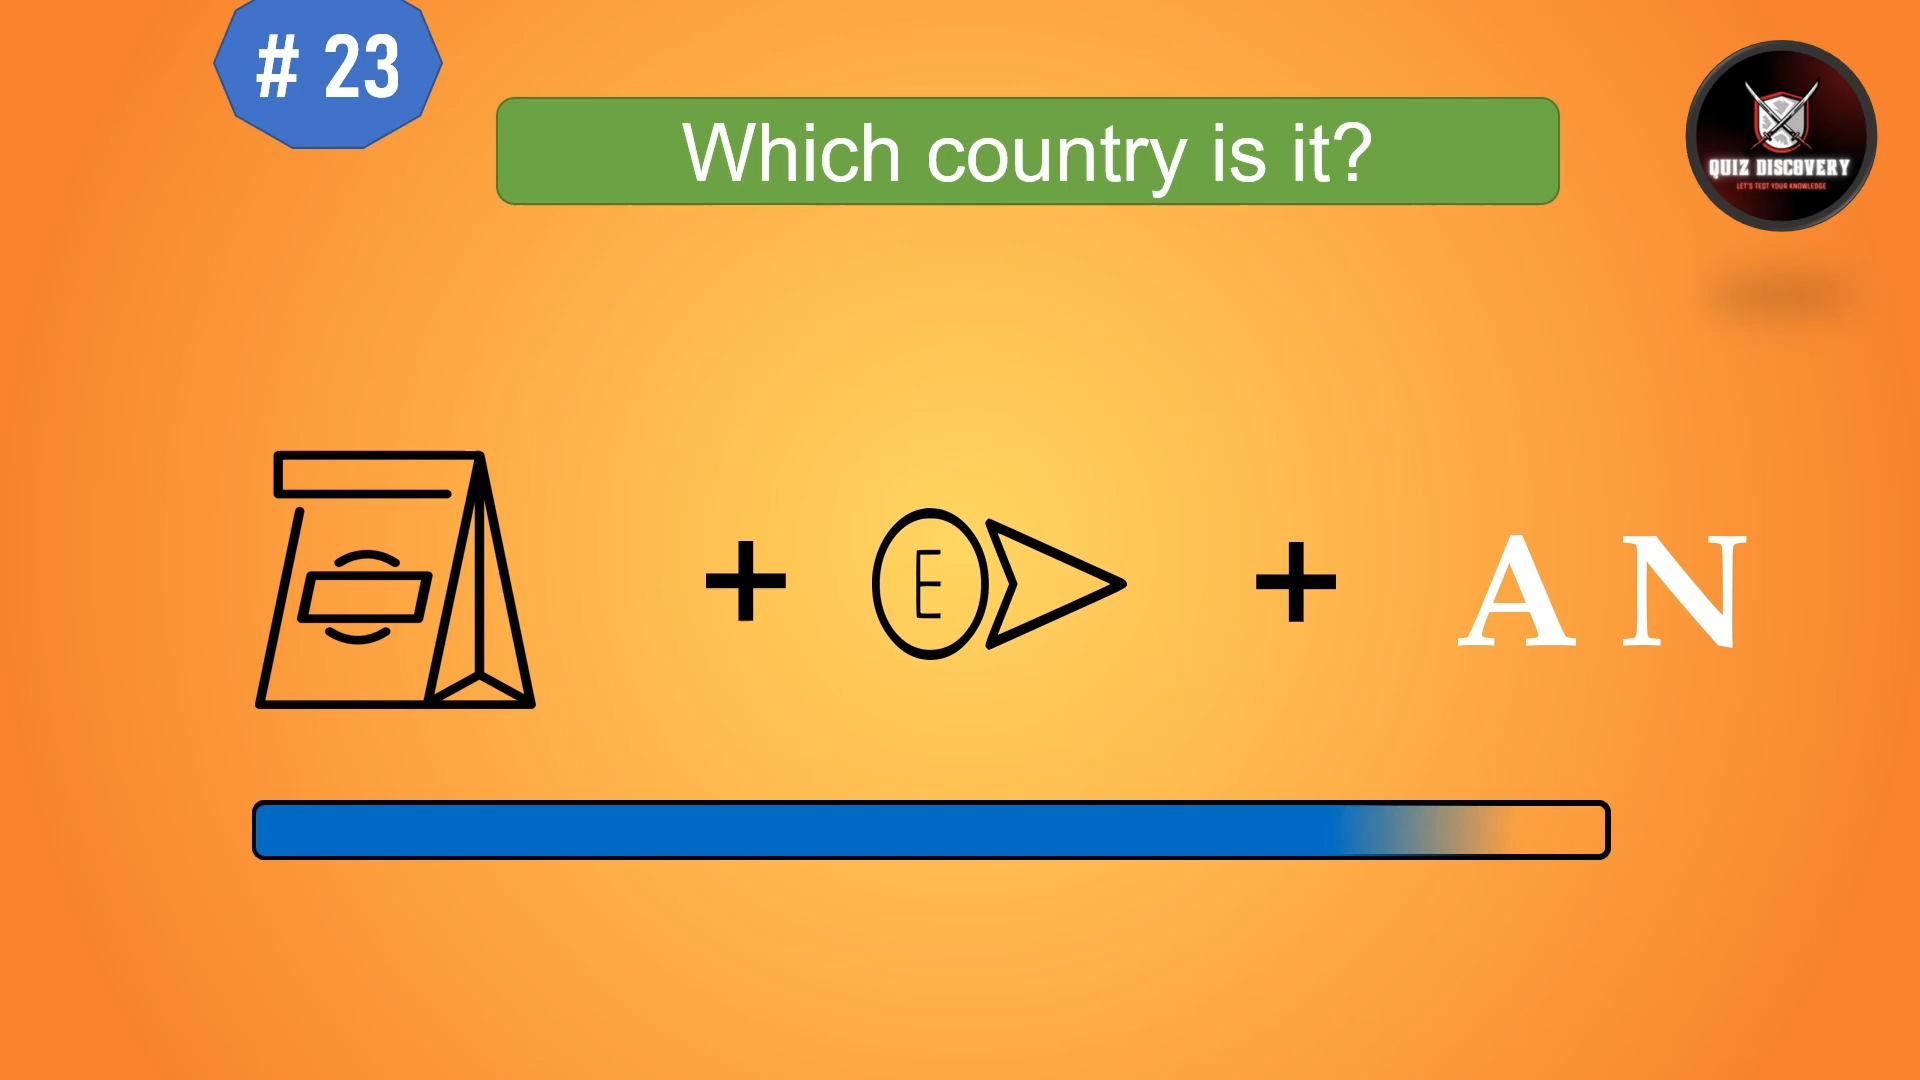 # 23
Which country is it?
QUIZ DISCOVERY
LET'S TEST YOUR KNOWLEDGE
+ E + A N